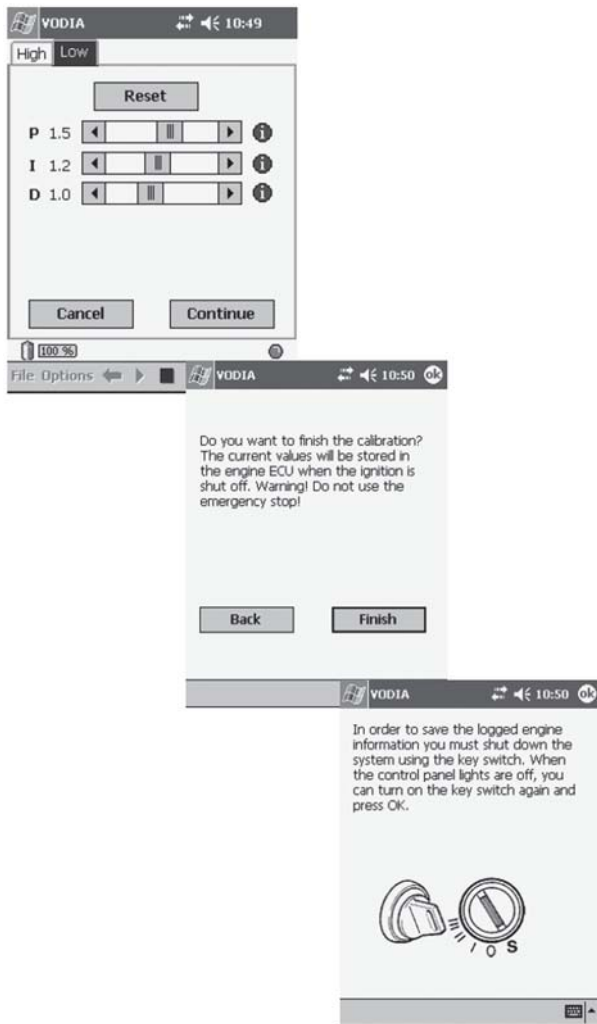 VODIA 10:49
High Low
Reset
P 1.5
I 1.2
D 1.0
Cancel Continue
100 %
File Options
VODIA 10:50 ok
Do you want to finish the calibration?
The current values will be stored in
the engine ECU when the ignition is
shut off. Warning! Do not use the
emergency stop!
Back Finish
VODIA 10:50 ok
In order to save the logged engine
information you must shut down the
system using the key switch. When
the control panel lights are off, you
can turn on the key switch again and
press OK.
III II I O S